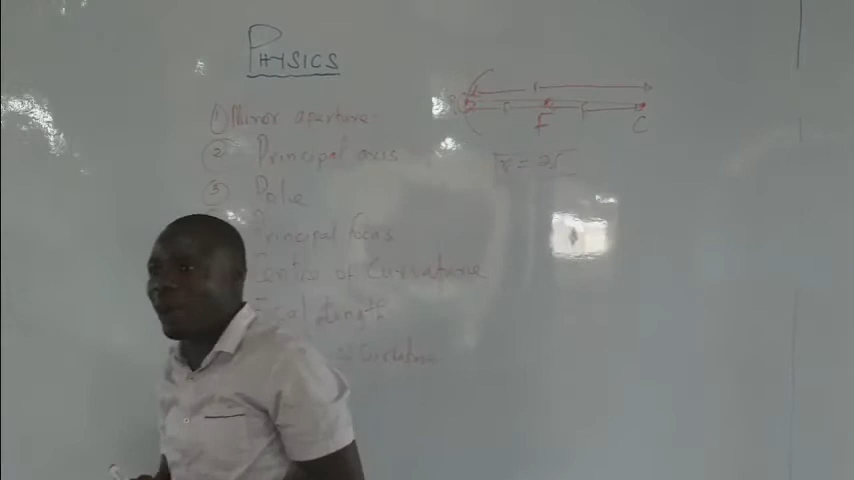 PHYSICS
① Mirror aperture
② Principal axis
③ Pole
Principal focus
Centre of Curvature
Focal Length
F
C